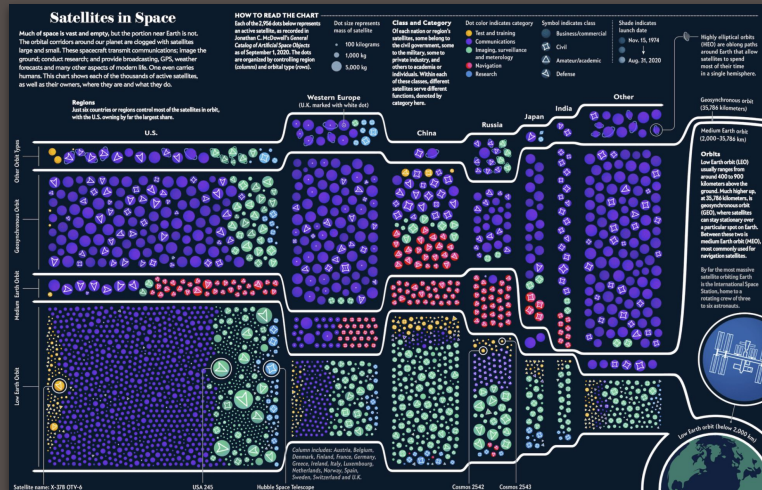 Satellites in Space
Much of space is vast and empty, but the portion near Earth is not.
The orbital corridors around our planet are clogged with satellites
large and small. These spacecraft transmit communications; image the
ground; conduct research; and provide broadcasting, GPS, weather
forecasts and many other aspects of modern life. One even carries
humans. This chart shows each of the thousands of active satellites,
as well as their owners, where they are and what they do.
HOW TO READ THE CHART
Each of the 2,956 dots below represents
an active satellite, as recorded in
Jonathan C. McDowell's General
Catalog of Artificial Space Objects
as of September 1, 2020. The dots
are organized by controlling region
(column) and orbital type (rows).
Dot size represents
mass of satellite
100 kilograms
1,000 kg
5,000 kg
Class and Category
Of each nation or region's
satellites, some belong to
the civil government, some
to the military, some to
private industry, and
others to academic or
individuals. Within each
of these classes, different
satellites serve different
functions, denoted by
category here.
Dot color indicates category
Test and training
Communications
Imaging, surveillance
and meterology
Navigation
Research
Symbol indicates class
Business/commercial
Civil
Amateur/academic
Defense
Shade indicates
launch date
Nov. 15, 1974
Aug. 31, 2020
Highly elliptical orbits
(HEO) are oblong paths
around Earth that allow
satellites to spend
most of their time
in a single hemisphere.
Regions
Just six countries or regions control most of the satellites in orbit,
with the U.S. owning by far the largest share.
U.S.
Western Europe
(U.K. marked with white dot)
China
Russia
Japan
India
Other
Geosynchronous orbit
(35,786 kilometers)
Medium Earth orbit
(2,000–35,786 km)
Orbits
Low Earth orbit (LEO)
usually ranges from
around 400 to 900
kilometers above the
ground. Much higher up,
at 35,786 kilometers, is
geosynchronous orbit
(GEO), where satellites
can stay stationary over
a particular spot on Earth.
Between these two is
medium Earth orbit (MEO),
most commonly used for
navigation satellites.
By far the most massive
satellite orbiting Earth
is the International Space
Station, home to a
rotating crew of three
to six astronauts.
Other Orbit Types
Geosynchronous Orbit
Medium Earth Orbit
Low Earth Orbit
Low Earth orbit (below 2,000 km)
Column includes: Austria, Belgium,
Denmark, Finland, France, Germany,
Greece, Ireland, Italy, Luxembourg,
Netherlands, Norway, Spain,
Sweden, Switzerland and U.K.
Satellite name: X-37B OTV-6
USA 245
Hubble Space Telescope
Cosmos 2542
Cosmos 2543